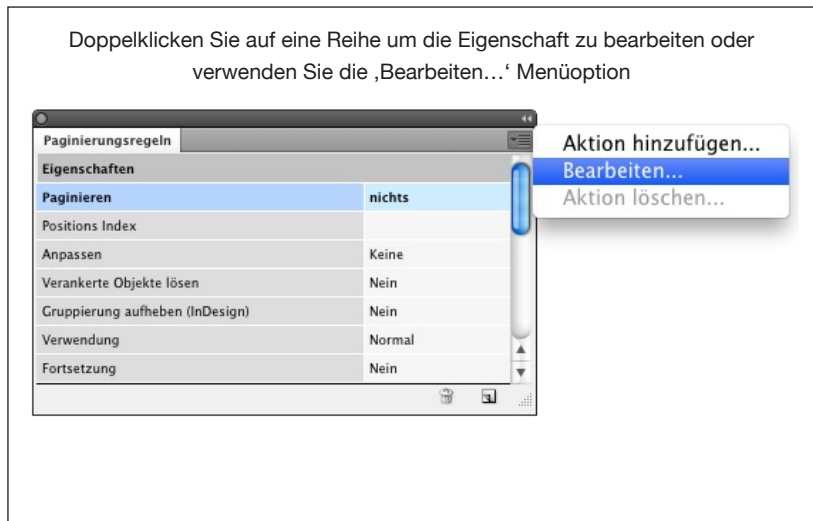 Doppelklicken Sie auf eine Reihe um die Eigenschaft zu bearbeiten oder
verwenden Sie die ‚Bearbeiten…‘ Menüoption
Paginierungsregeln
Eigenschaften
Paginieren nichts
Positions Index
Anpassen Keine
Verankerte Objekte lösen Nein
Gruppierung aufheben (InDesign) Nein
Verwendung Normal
Fortsetzung Nein
Aktion hinzufügen...
Bearbeiten...
Aktion löschen...